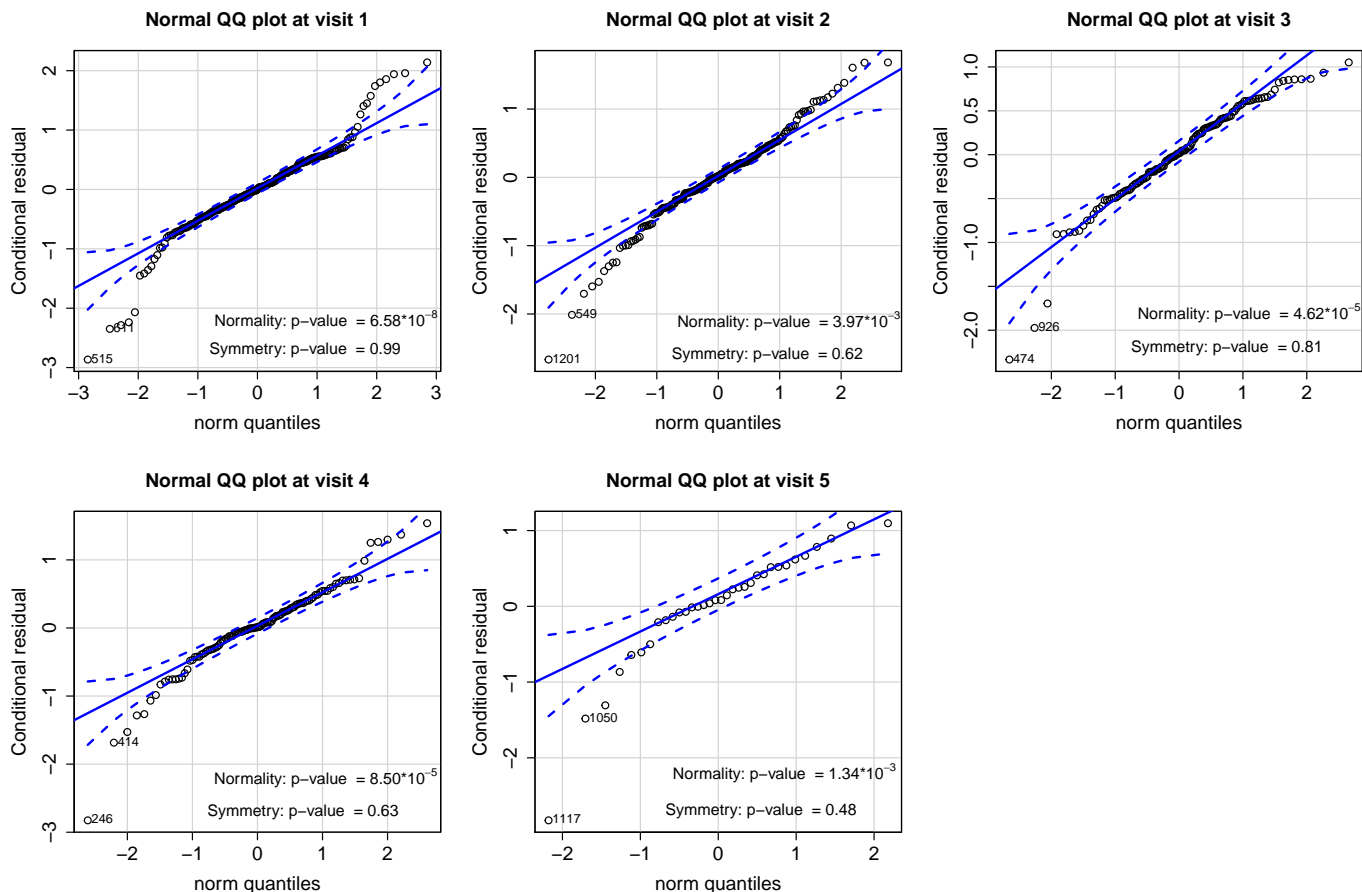 Normal QQ plot at visit 1
Conditional residual
2
1
0
−1
−2
−3
515
Normality: p−value = 6.58*10⁻⁸
Symmetry: p−value = 0.99
−3 −2 −1 0 1 2 3
norm quantiles
Normal QQ plot at visit 2
Conditional residual
1
0
−1
−2
549
1201
Normality: p−value = 3.97*10⁻³
Symmetry: p−value = 0.62
−2 −1 0 1 2
norm quantiles
Normal QQ plot at visit 3
Conditional residual
1.0
0.5
0.0
−1.0
−2.0
926
474
Normality: p−value = 4.62*10⁻⁵
Symmetry: p−value = 0.81
−2 −1 0 1 2
norm quantiles
Normal QQ plot at visit 4
Conditional residual
1
0
−1
−2
−3
414
246
Normality: p−value = 8.50*10⁻⁵
Symmetry: p−value = 0.63
−2 −1 0 1 2
norm quantiles
Normal QQ plot at visit 5
Conditional residual
1
0
−1
−2
1050
1117
Normality: p−value = 1.34*10⁻³
Symmetry: p−value = 0.48
−2 −1 0 1 2
norm quantiles